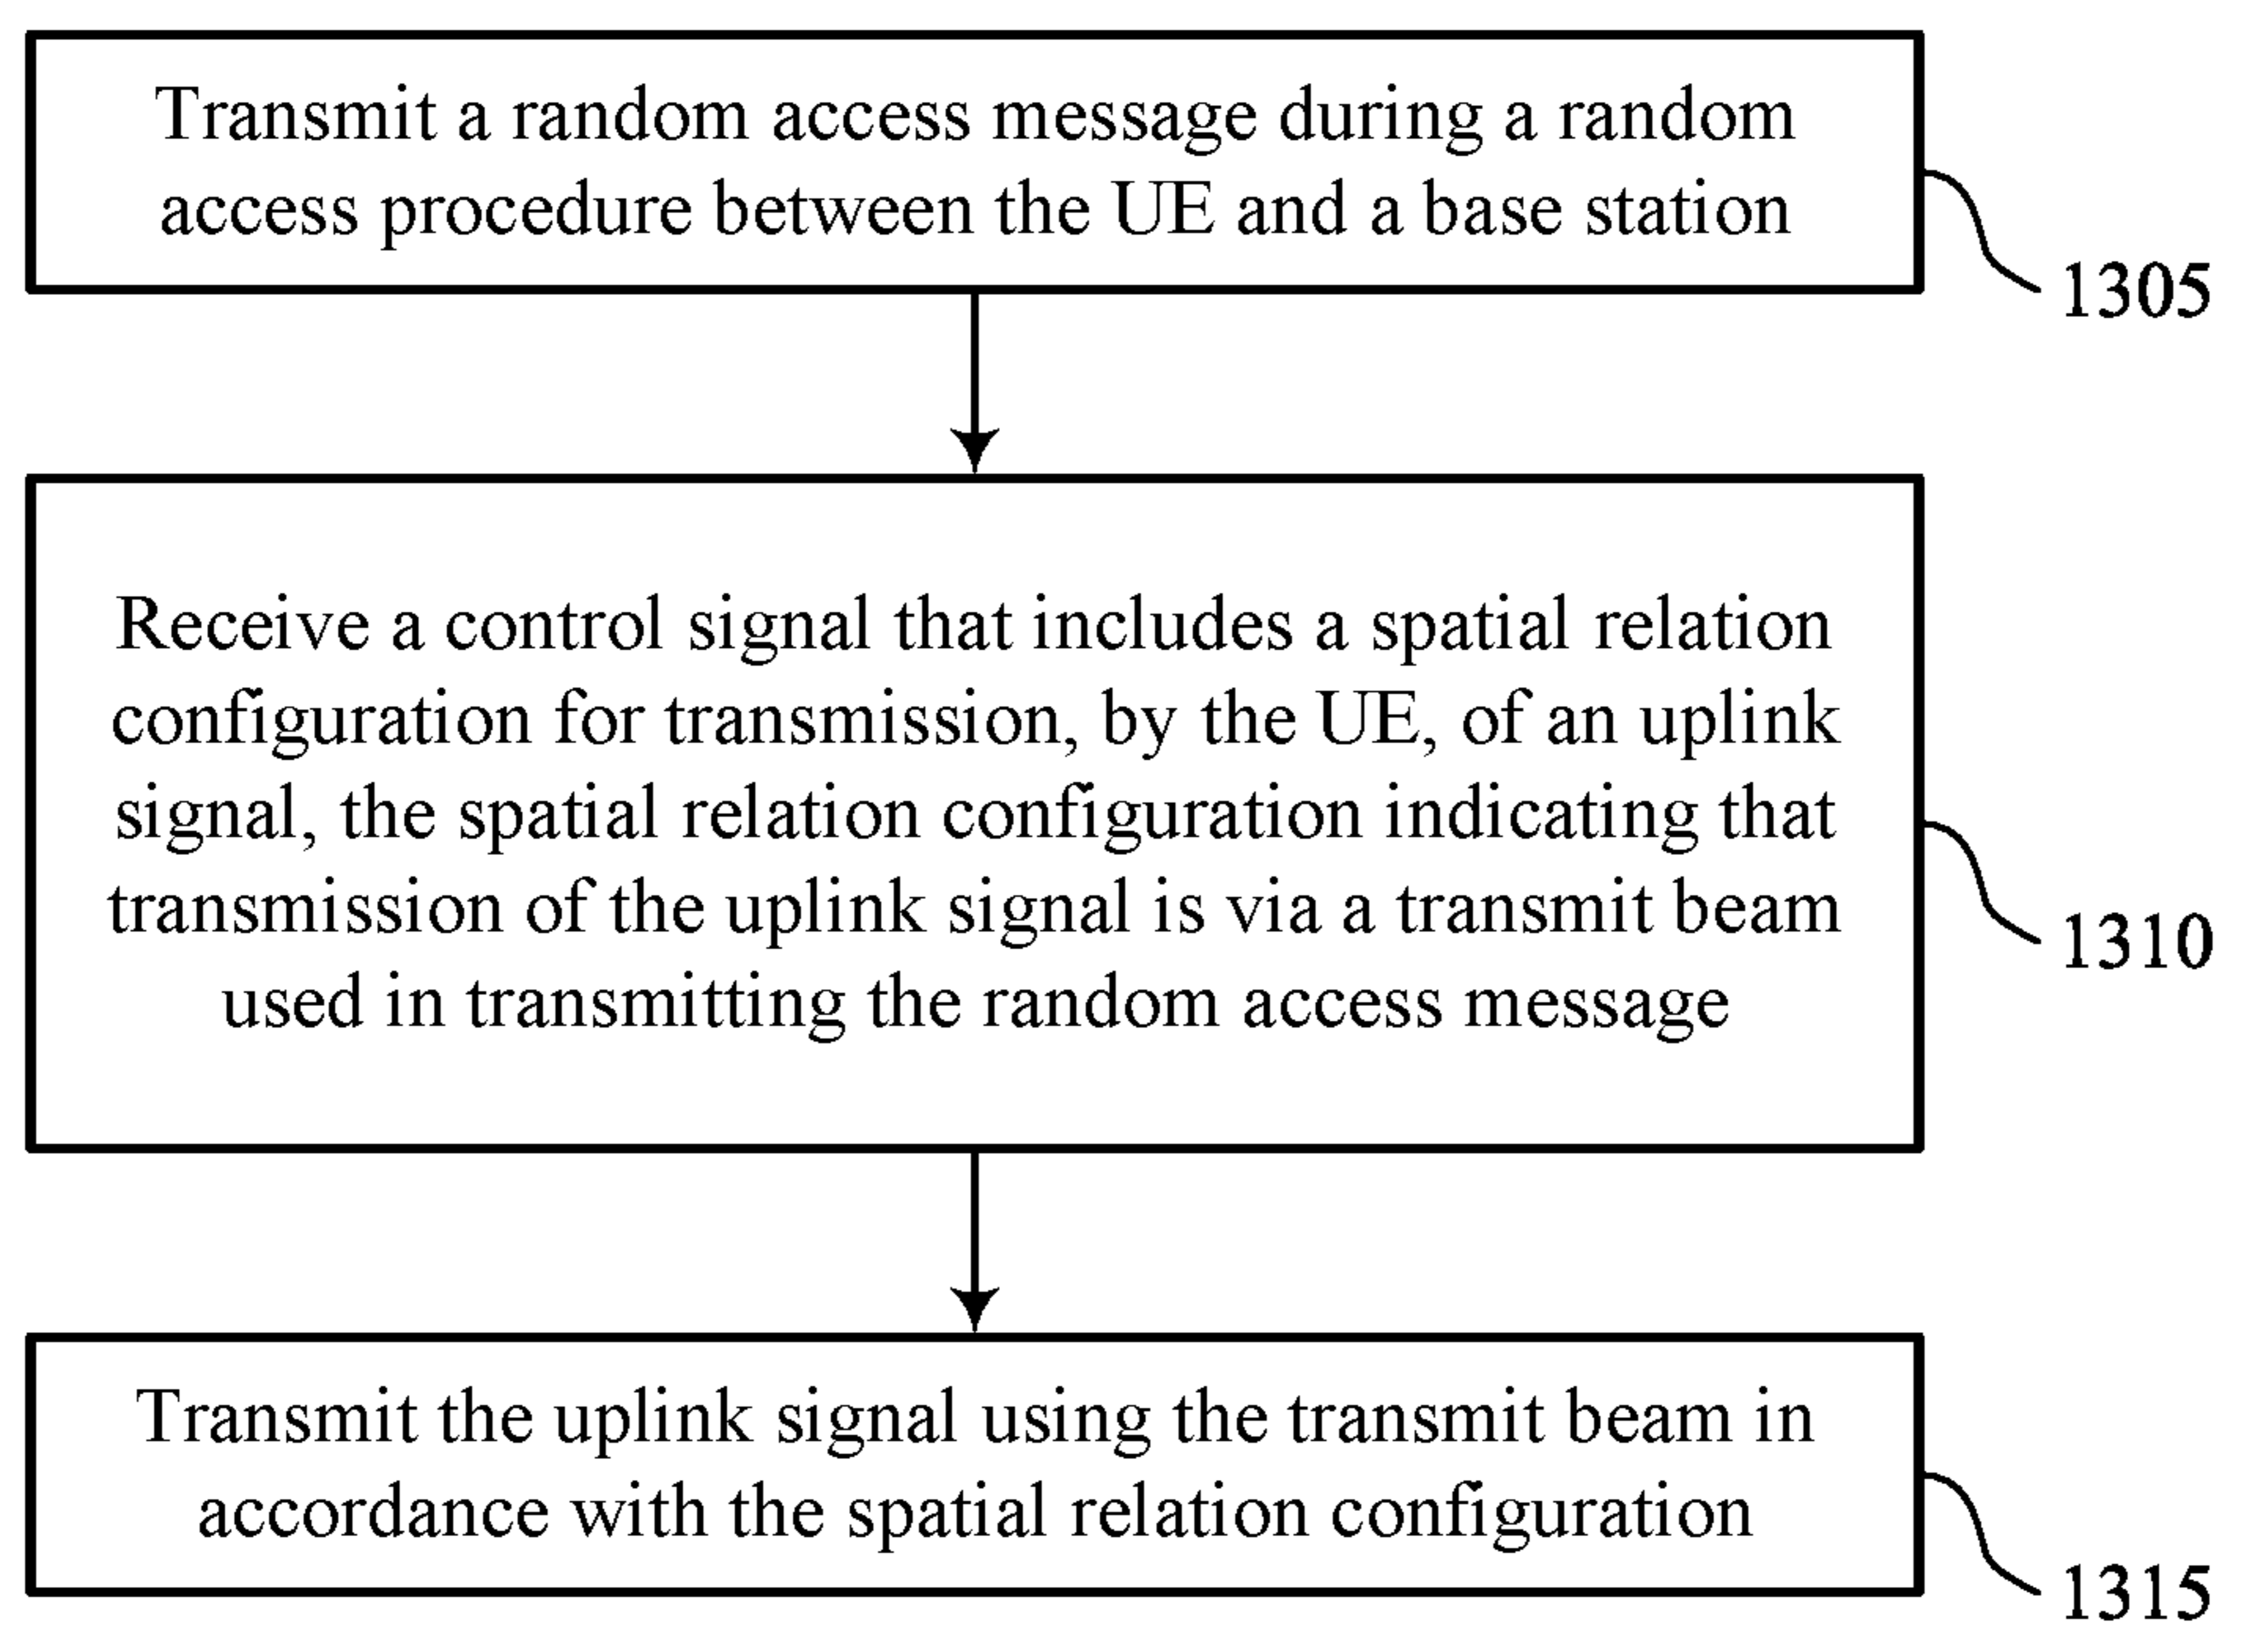 Transmit a random access message during a random
access procedure between the UE and a base station
1305
Receive a control signal that includes a spatial relation
configuration for transmission, by the UE, of an uplink
signal, the spatial relation configuration indicating that
transmission of the uplink signal is via a transmit beam
used in transmitting the random access message
1310
Transmit the uplink signal using the transmit beam in
accordance with the spatial relation configuration
1315